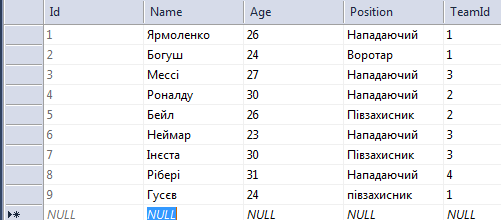 Id Name Age Position TeamId
1 Ярмоленко 26 Нападаючий 1
2 Богуш 24 Воротар 1
3 Мессі 27 Нападаючий 3
4 Роналду 30 Нападаючий 2
5 Бейл 26 Півзахисник 2
6 Неймар 23 Нападаючий 3
7 Інєста 30 Півзахисник 3
8 Рібері 31 Нападаючий 4
9 Гусєв 24 півзахисник 1
NULL NULL NULL NULL NULL